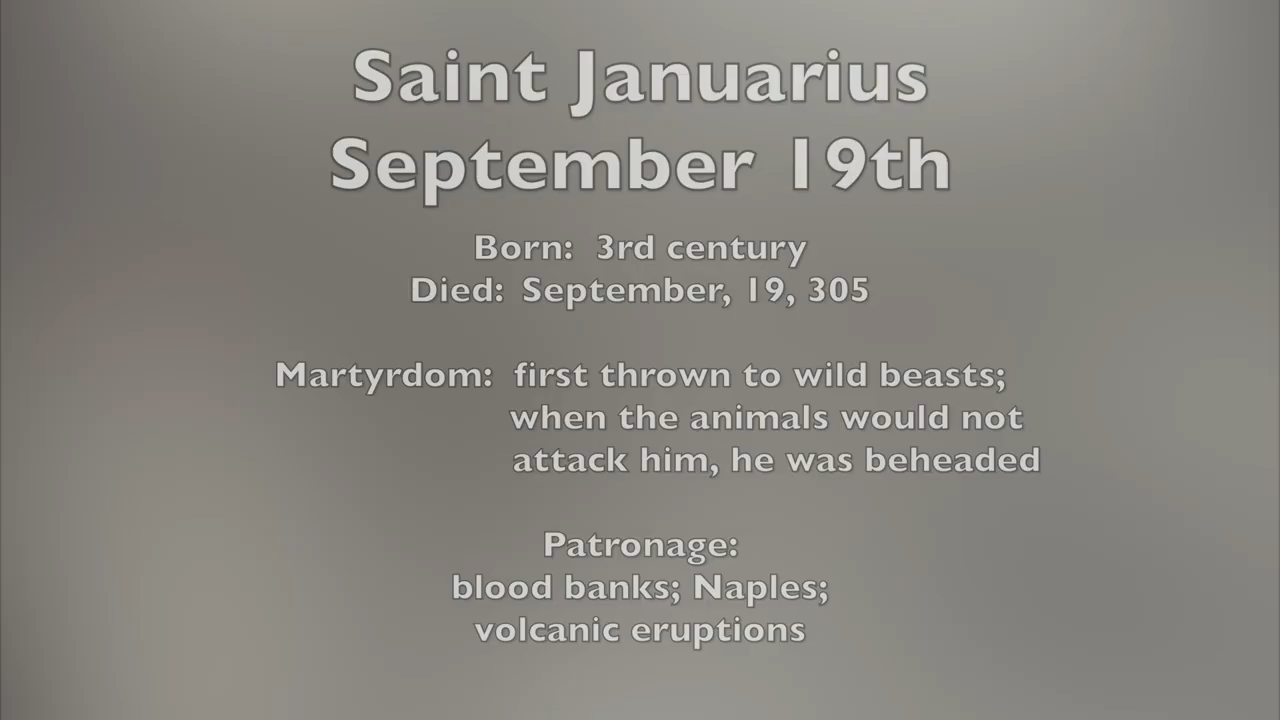 Saint Januarius
September 19th
Born: 3rd century
Died: September, 19, 305
Martyrdom: first thrown to wild beasts;
when the animals would not
attack him, he was beheaded
Patronage:
blood banks; Naples;
volcanic eruptions